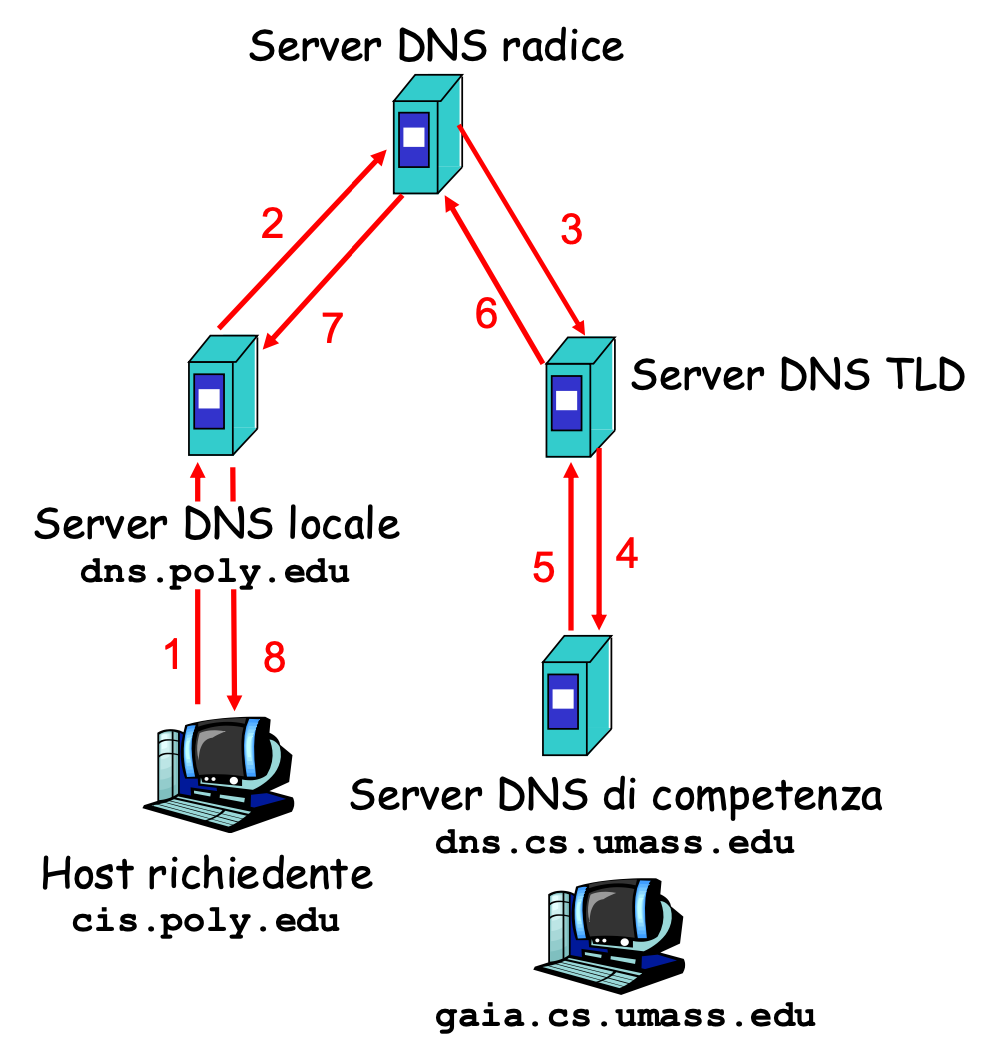 Server DNS radice
2
3
7
6
Server DNS TLD
Server DNS locale
dns.poly.edu
5
4
1
8
Server DNS di competenza
dns.cs.umass.edu
Host richiedente
cis.poly.edu
gaia.cs.umass.edu